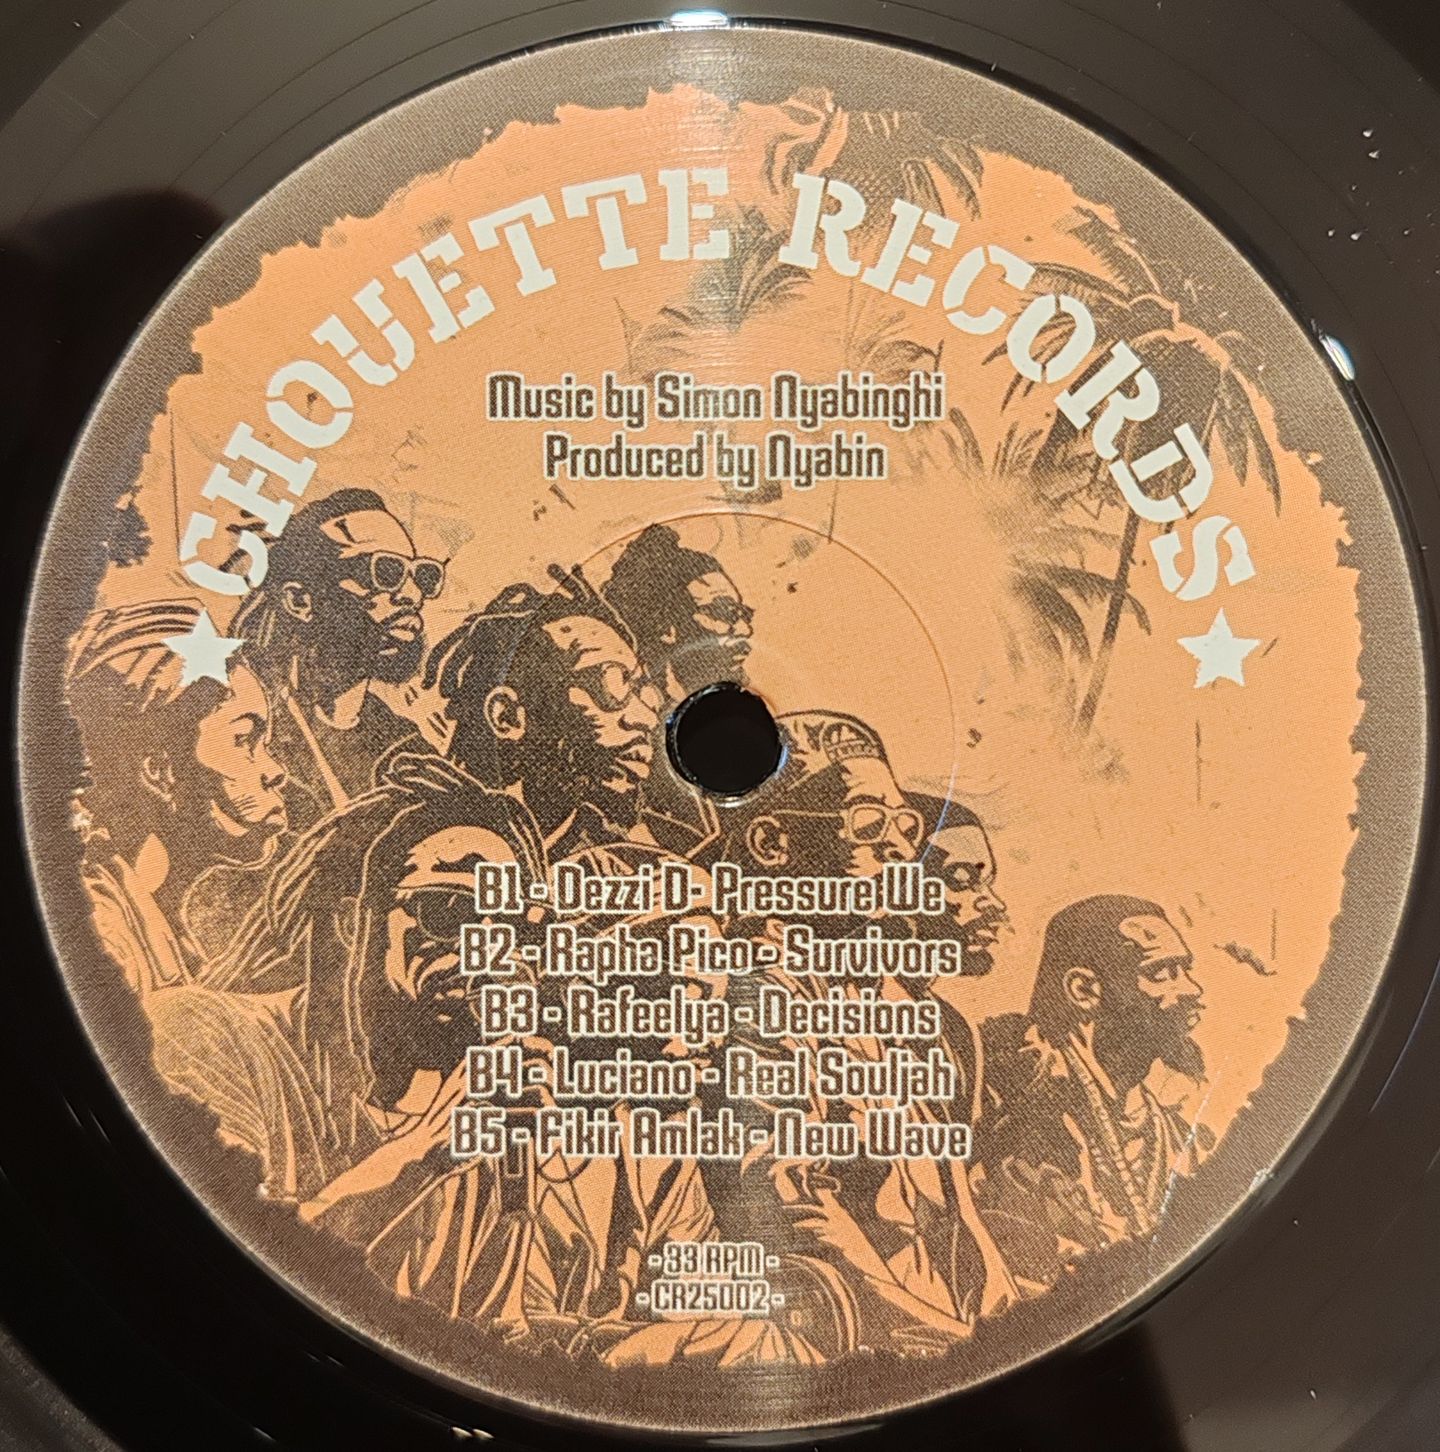 CHOUETTE RECORDS
Music by Simon Nyabinghi
Produced by Nyabin
B1 - Dezzi D- Pressure We
B2 - Rapha Pico - Survivors
B3 - Rafeelya - Decisions
B4 - Luciano - Real Souljah
B5 - Fikir Amlak - New Wave
- 33 RPM -
- CR25002 -